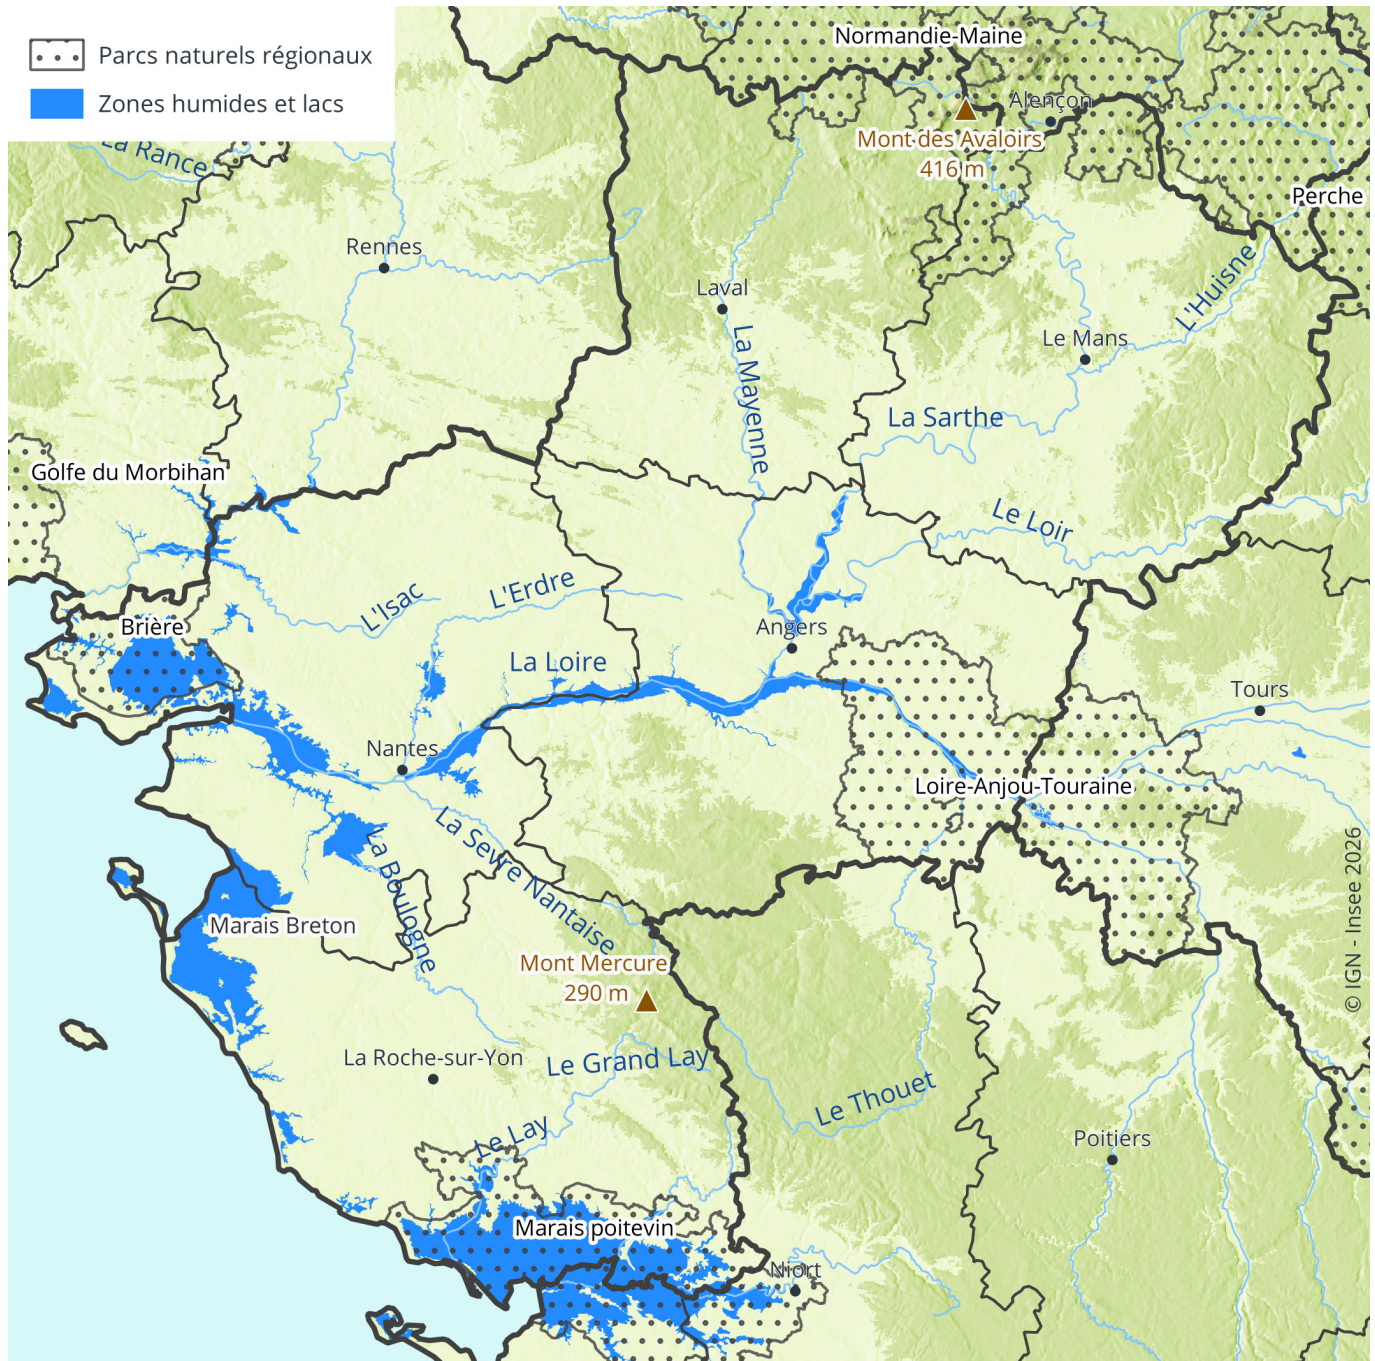 Parcs naturels régionaux
Zones humides et lacs
Normandie-Maine
Alençon
Mont des Avaloirs
416 m
La Rance
Perche
Rennes
Laval
L'Huisne
Le Mans
La Mayenne
La Sarthe
Golfe du Morbihan
Le Loir
L'Isac
L'Erdre
Brière
Angers
La Loire
Tours
Nantes
Loire-Anjou-Touraine
La Sèvre Nantaise
La Boulogne
Marais Breton
Mont Mercure
290 m
© IGN - Insee 2026
La Roche-sur-Yon
Le Grand Lay
Le Thouet
Le Lay
Poitiers
Marais poitevin
Niort